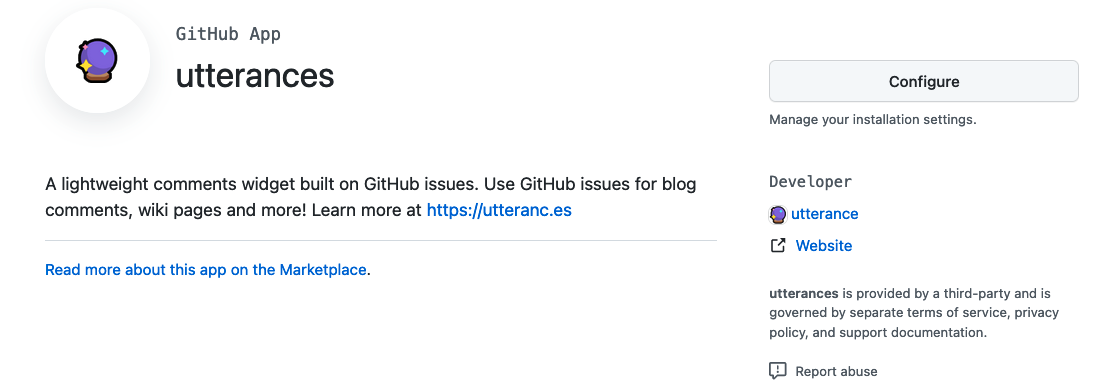 GitHub App
utterances
Configure
Manage your installation settings.
A lightweight comments widget built on GitHub issues. Use GitHub issues for blog
comments, wiki pages and more! Learn more at https://utteranc.es
Read more about this app on the Marketplace.
Developer
utterance
Website
utterances is provided by a third-party and is
governed by separate terms of service, privacy
policy, and support documentation.
Report abuse